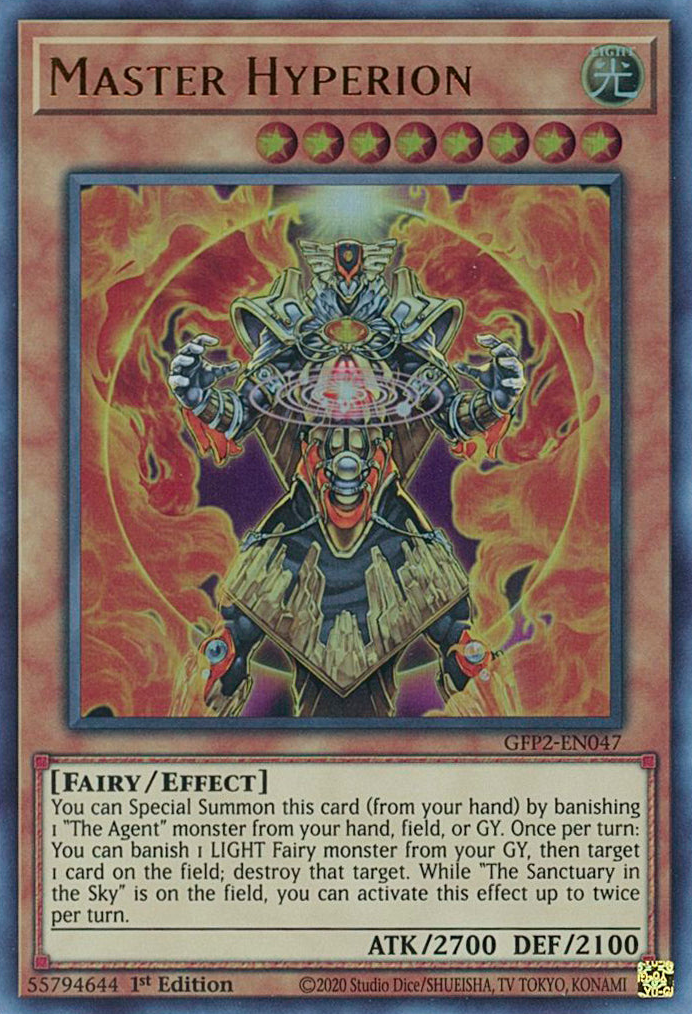 MASTER HYPERION
LIGHT
光
GFP2-EN047
[FAIRY/EFFECT]
You can Special Summon this card (from your hand) by banishing
1 "The Agent" monster from your hand, field, or GY. Once per turn:
You can banish 1 LIGHT Fairy monster from your GY, then target
1 card on the field; destroy that target. While "The Sanctuary in
the Sky" is on the field, you can activate this effect up to twice
per turn.
ATK/2700 DEF/2100
55794644 1st Edition ©2020 Studio Dice/SHUEISHA, TV TOKYO, KONAMI